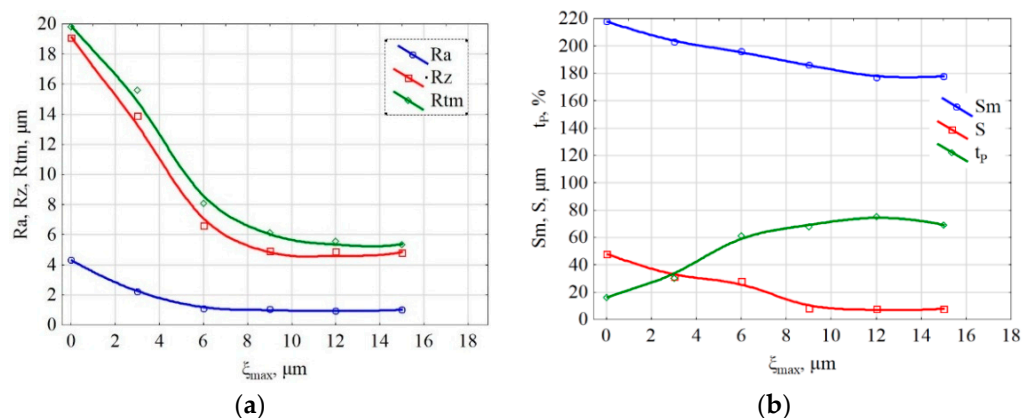 20
18
16
14
12
10
8
6
4
2
0
Ra, Rz, Rtm, µm
Ra
Rz
Rtm
0 2 4 6 8 10 12 14 16 18
ξmax, µm
(a)
220
200
180
160
140
120
100
80
60
40
20
0
tP, %
Sm, S, µm
Sm
S
tP
0 2 4 6 8 10 12 14 16 18
ξmax, µm
(b)